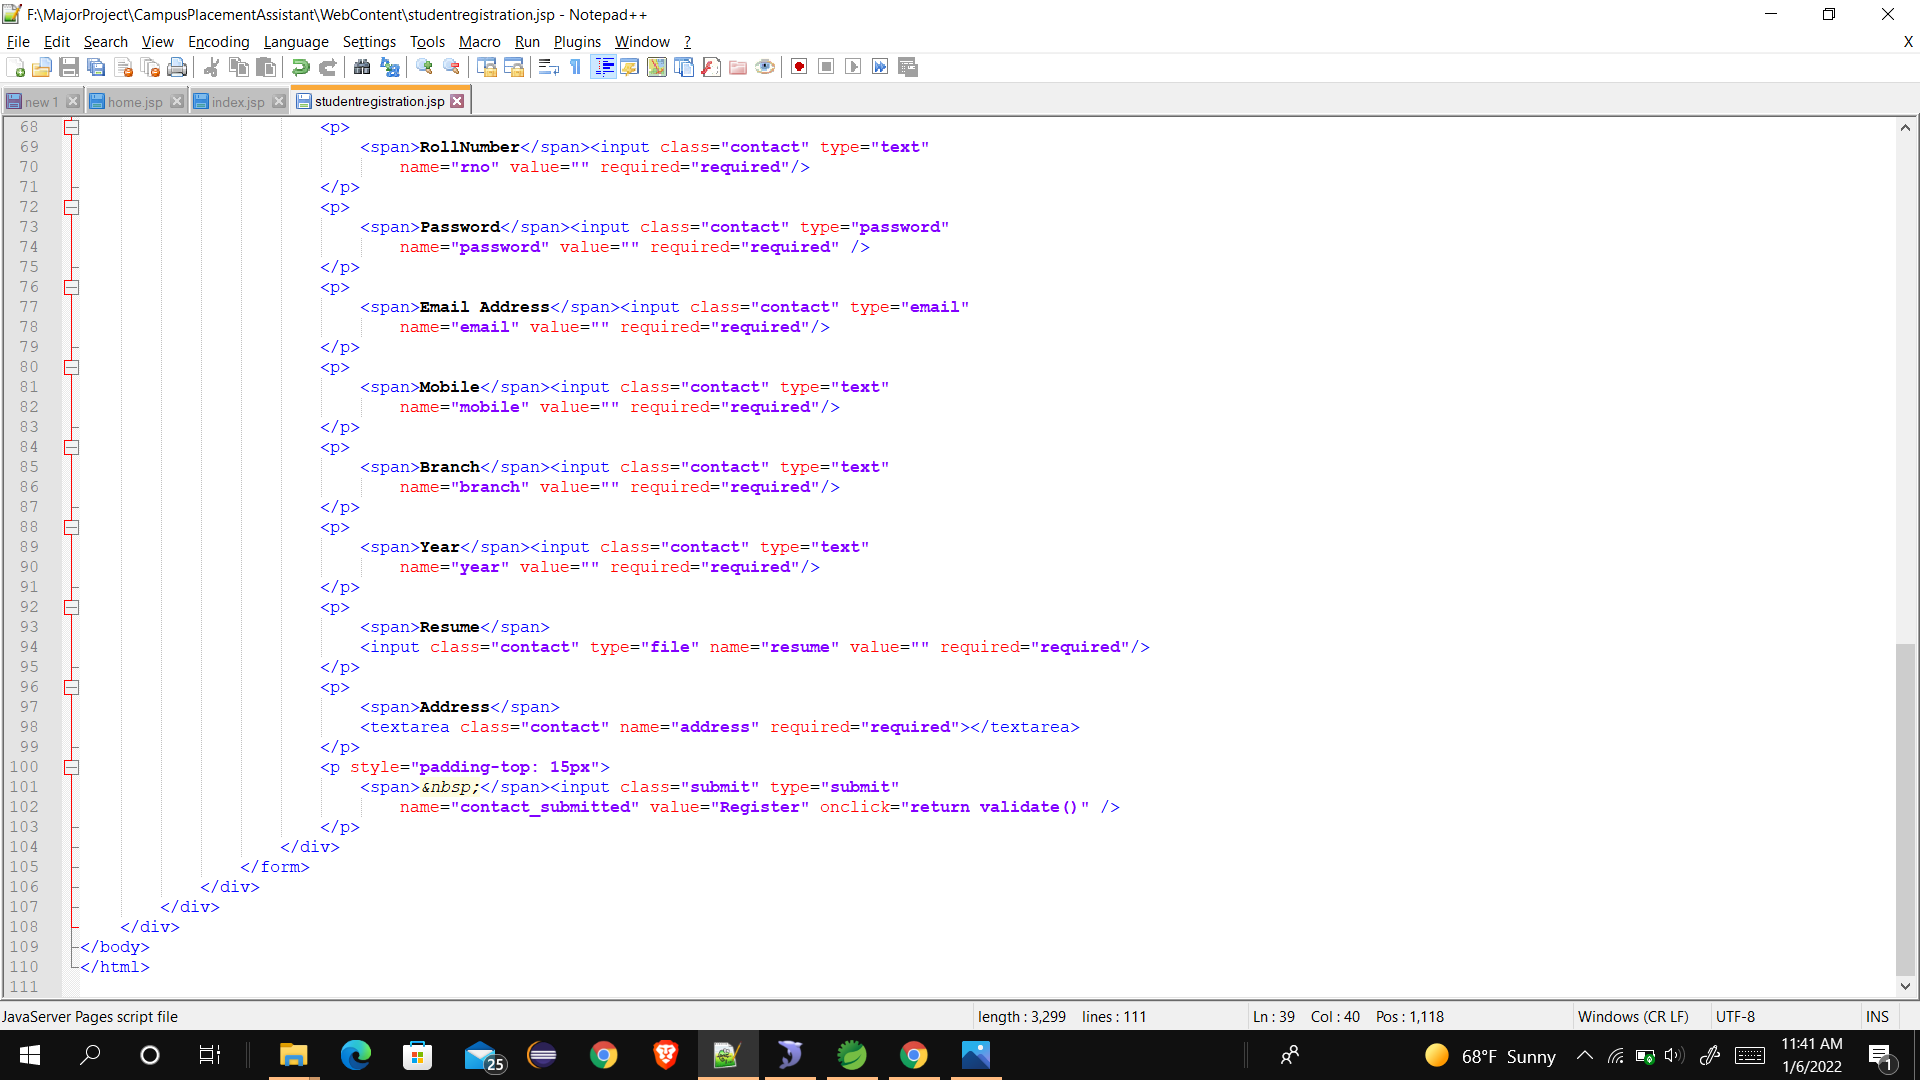 F:\MajorProject\CampusPlacementAssistant\WebContent\studentregistration.jsp - Notepad++
File Edit Search View Encoding Language Settings Tools Macro Run Plugins Window ? X
new 1 home.jsp index.jsp studentregistration.jsp
68 <p>
69 <span>RollNumber</span><input class="contact" type="text"
70 name="rno" value="" required="required"/>
71 </p>
72 <p>
73 <span>Password</span><input class="contact" type="password"
74 name="password" value="" required="required" />
75 </p>
76 <p>
77 <span>Email Address</span><input class="contact" type="email"
78 name="email" value="" required="required"/>
79 </p>
80 <p>
81 <span>Mobile</span><input class="contact" type="text"
82 name="mobile" value="" required="required"/>
83 </p>
84 <p>
85 <span>Branch</span><input class="contact" type="text"
86 name="branch" value="" required="required"/>
87 </p>
88 <p>
89 <span>Year</span><input class="contact" type="text"
90 name="year" value="" required="required"/>
91 </p>
92 <p>
93 <span>Resume</span>
94 <input class="contact" type="file" name="resume" value="" required="required"/>
95 </p>
96 <p>
97 <span>Address</span>
98 <textarea class="contact" name="address" required="required"></textarea>
99 </p>
100 <p style="padding-top: 15px">
101 <span>&nbsp;</span><input class="submit" type="submit"
102 name="contact_submitted" value="Register" onclick="return validate()" />
103 </p>
104 </div>
105 </form>
106 </div>
107 </div>
108 </div>
109 </body>
110 </html>
111
JavaServer Pages script file length : 3,299 lines : 111 Ln : 39 Col : 40 Pos : 1,118 Windows (CR LF) UTF-8 INS
25 68°F Sunny 11:41 AM
1/6/2022 1